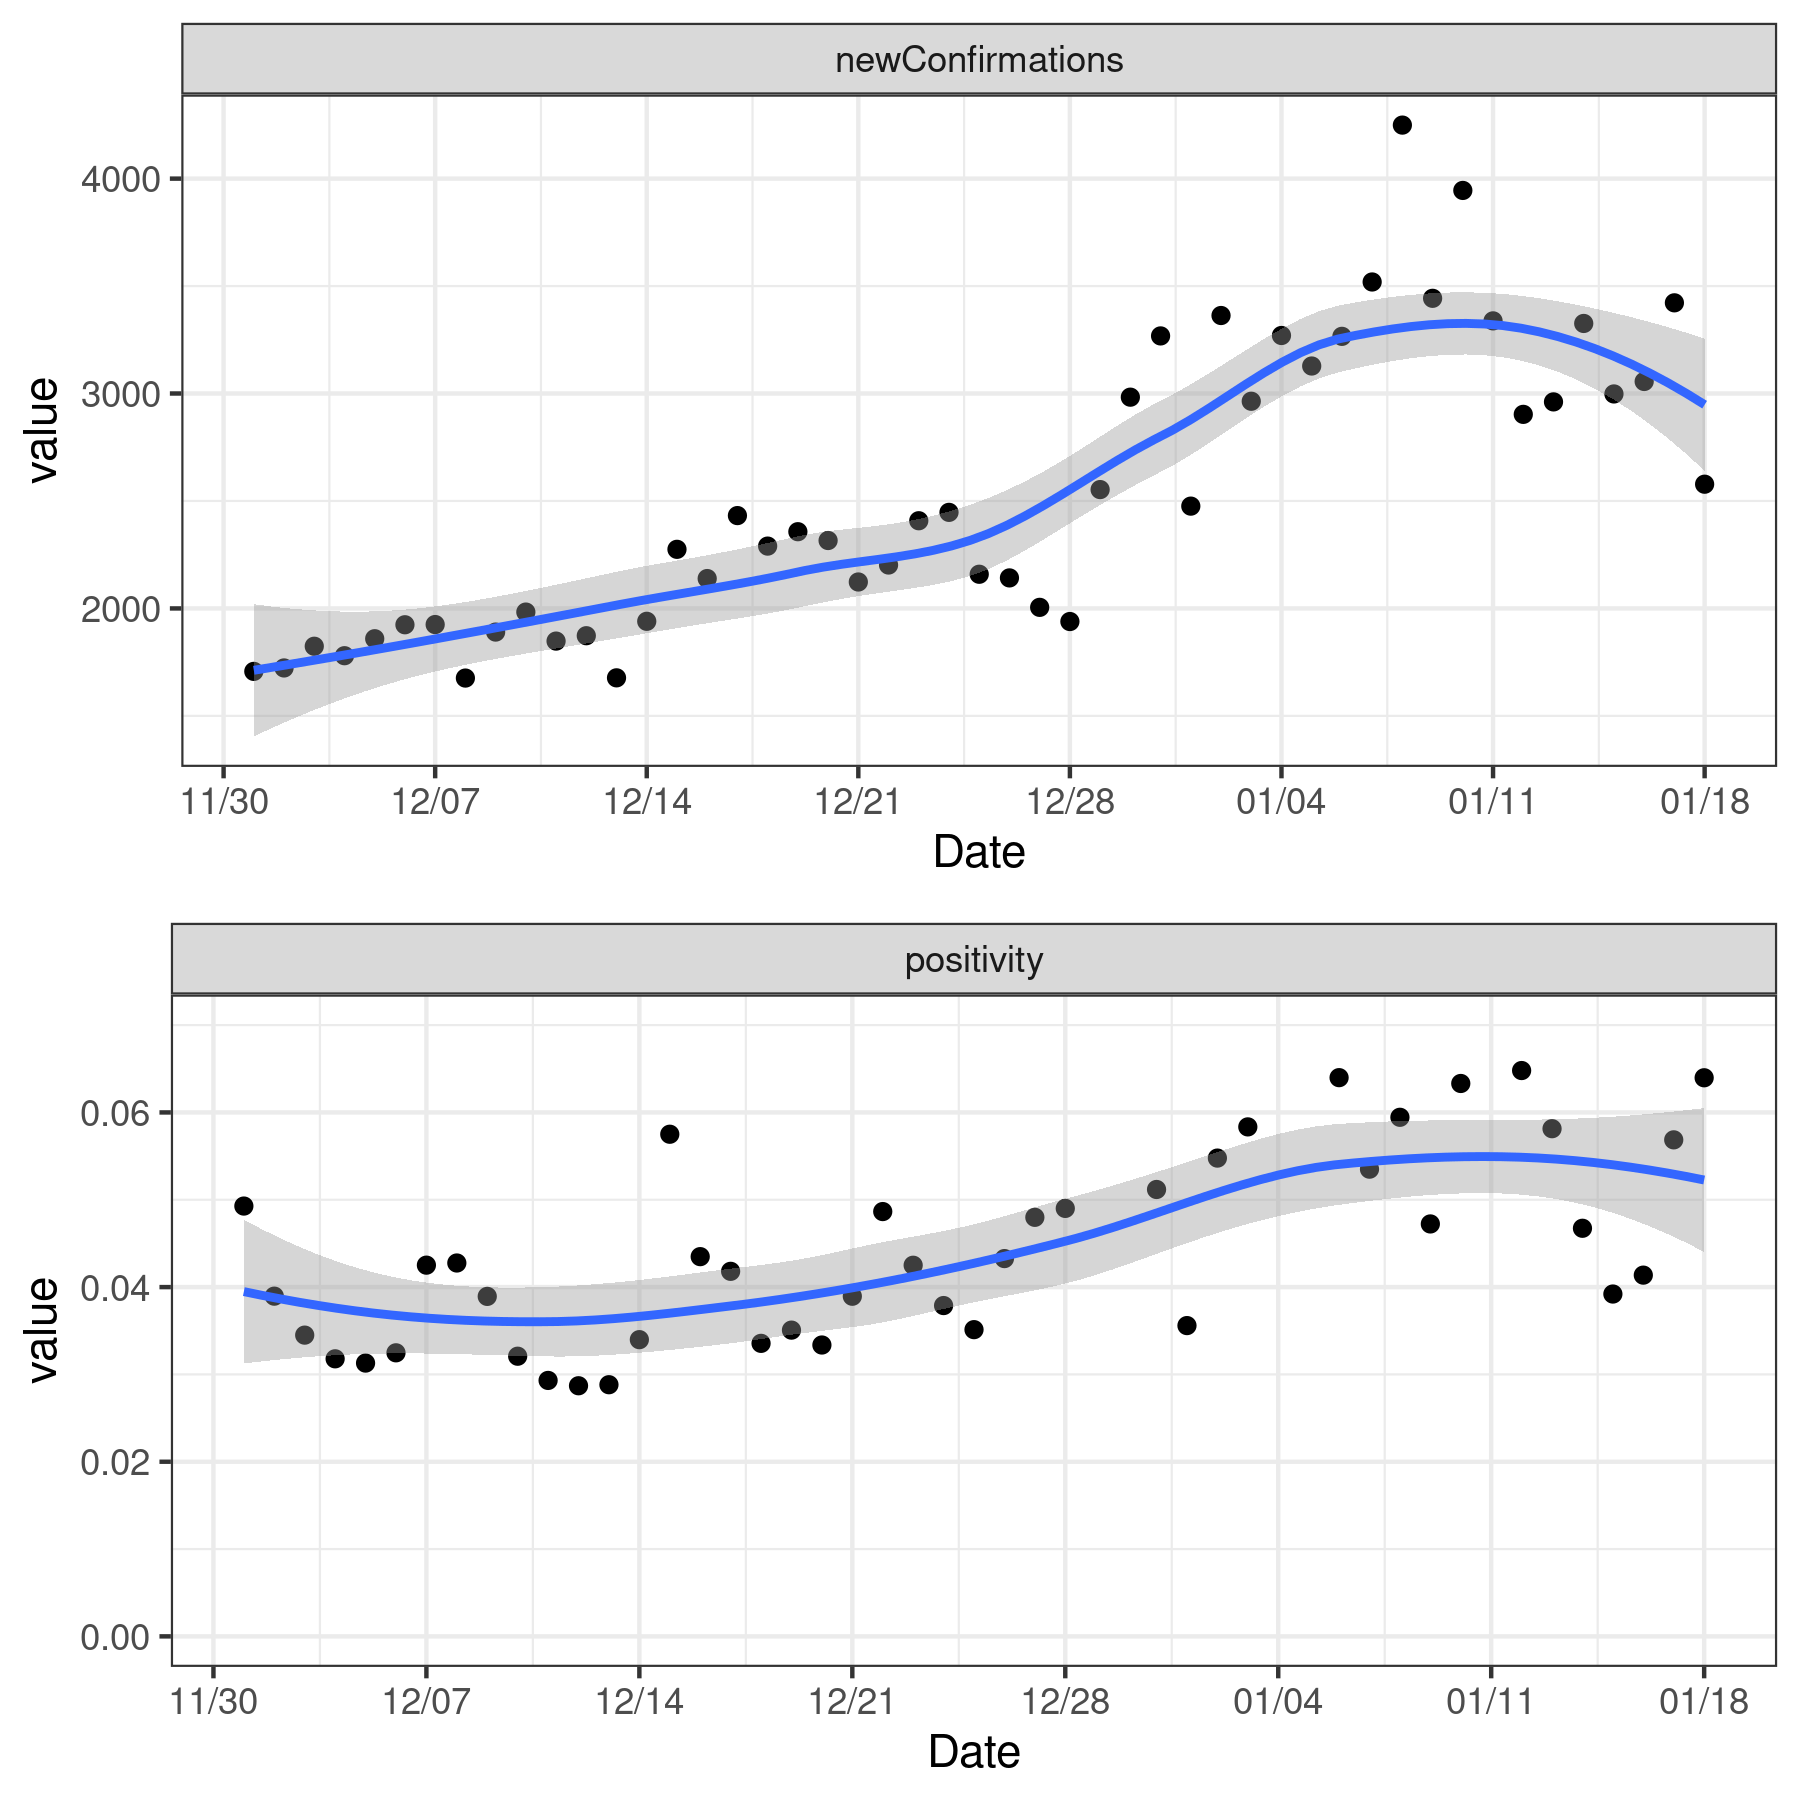 newConfirmations
4000
3000
2000
value
11/30 12/07 12/14 12/21 12/28 01/04 01/11 01/18
Date
positivity
0.06
0.04
0.02
0.00
value
11/30 12/07 12/14 12/21 12/28 01/04 01/11 01/18
Date